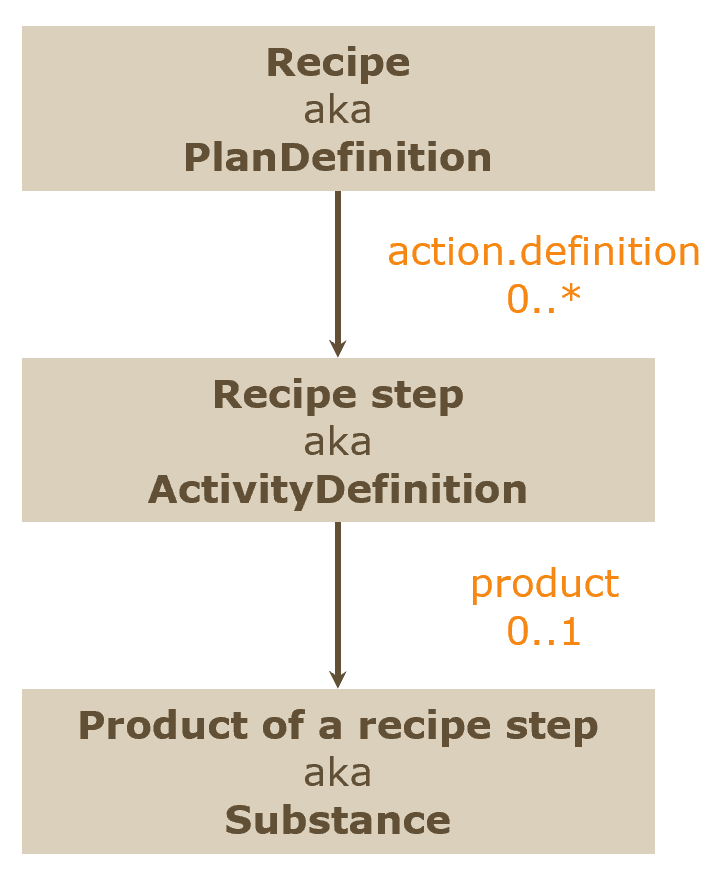 Recipe
aka
PlanDefinition
action.definition
0..*
Recipe step
aka
ActivityDefinition
product
0..1
Product of a recipe step
aka
Substance